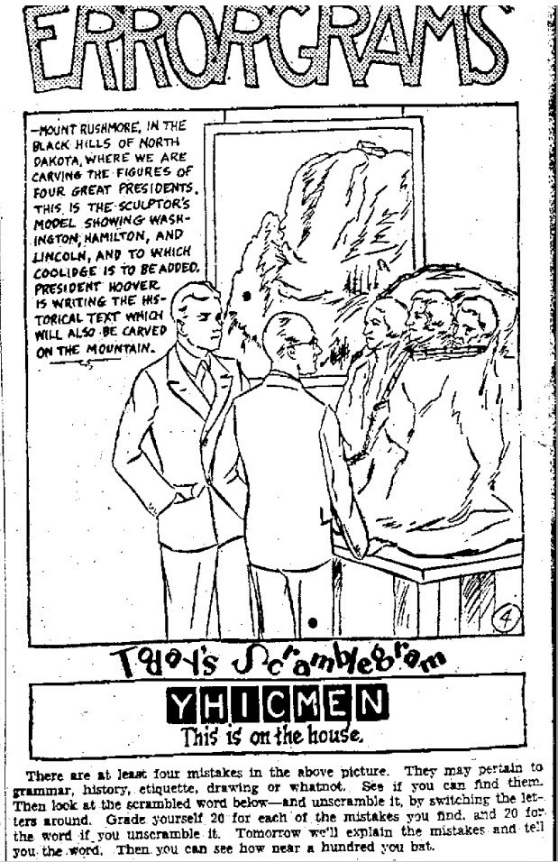 ERRORGRAMS
—MOUNT RUSHMORE, IN THE
BLACK HILLS OF NORTH
DAKOTA, WHERE WE ARE
CARVING THE FIGURES OF
FOUR GREAT PRESIDENTS.
THIS IS THE SCULPTOR'S
MODEL SHOWING WASH-
INGTON, HAMILTON, AND
LINCOLN, AND TO WHICH
COOLIDGE IS TO BE ADDED.
PRESIDENT HOOVER
IS WRITING THE HIS-
TORICAL TEXT WHICH
WILL ALSO BE CARVED
ON THE MOUNTAIN.
4
Today's Scramblegram
YHICMEN
This is on the house.
There are at least four mistakes in the above picture. They may pertain to
grammar, history, etiquette, drawing or whatnot. See if you can find them.
Then look at the scrambled word below—and unscramble it, by switching the let-
ters around. Grade yourself 20 for each of the mistakes you find, and 20 for
the word if you unscramble it. Tomorrow we'll explain the mistakes and tell
you the word. Then you can see how near a hundred you bat.